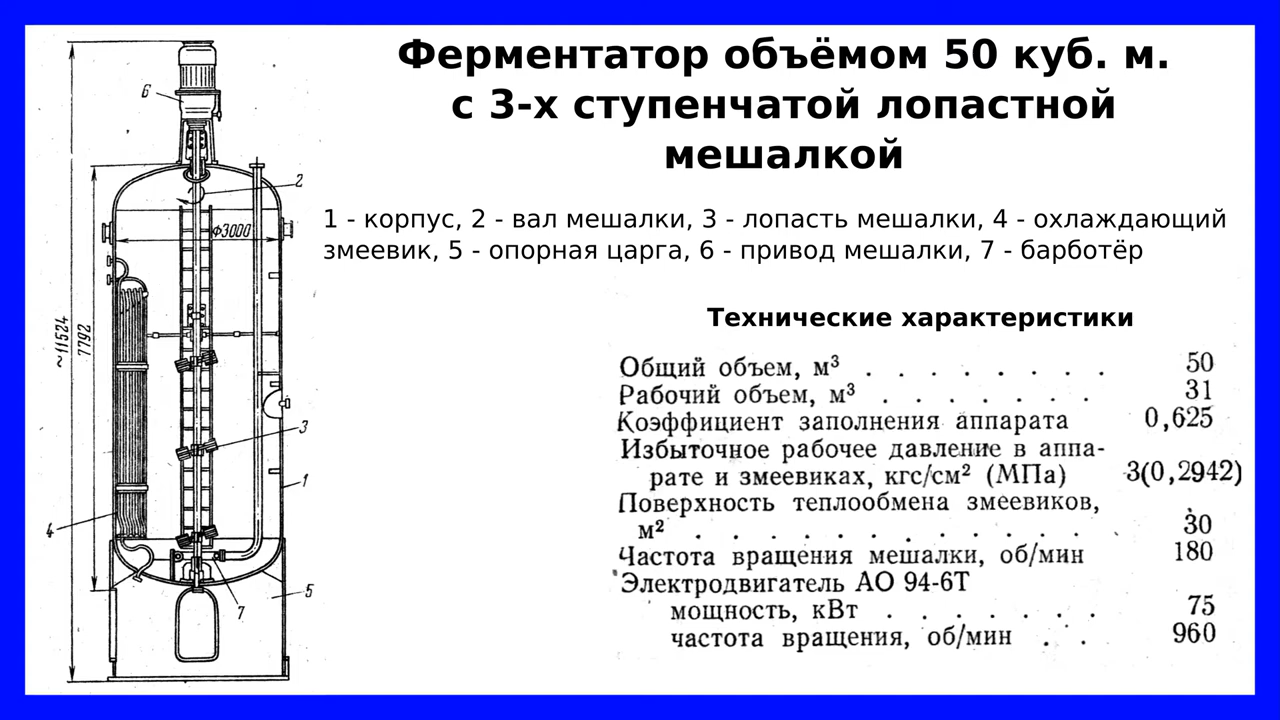 Ферментатор объёмом 50 куб. м.
с 3-х ступенчатой лопастной
мешалкой
1 - корпус, 2 - вал мешалки, 3 - лопасть мешалки, 4 - охлаждающий
змеевик, 5 - опорная царга, 6 - привод мешалки, 7 - барботёр
Технические характеристики
Общий объем, м³ . . . . . . . . 50
Рабочий объем, м³ . . . . . . . 31
Коэффициент заполнения аппарата 0,625
Избыточное рабочее давление в аппа-
рате и змеевиках, кгс/см² (МПа) 3(0,2942)
Поверхность теплообмена змеевиков,
м² . . . . . . . . . . . . 30
Частота вращения мешалки, об/мин 180
Электродвигатель АО 94-6Т
мощность, кВт . . . . . . . 75
частота вращения, об/мин . . 960
6
2
Ф3000
~11524
7792
3
1
4
5
7